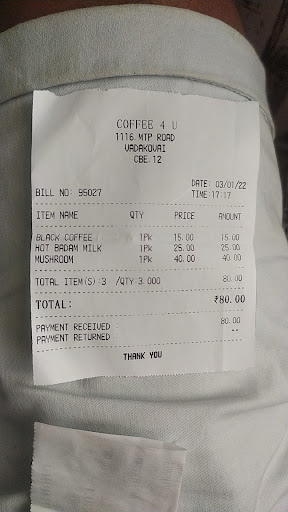 COFFEE 4 U
1116 MTP ROAD
VADAKOVAI
CBE.12
DATE: 03/01/22
BILL NO: 95027 TIME:17:17
ITEM NAME QTY PRICE AMOUNT
BLACK COFFEE 1Pk 15.00 15.00
HOT BADAM MILK 1Pk 25.00 25.00
MUSHROOM 1Pk 40.00 40.00
TOTAL ITEM(S):3 /QTY:3.000 80.00
TOTAL: ₹80.00
PAYMENT RECEIVED : 80.00
PAYMENT RETURNED --
THANK YOU